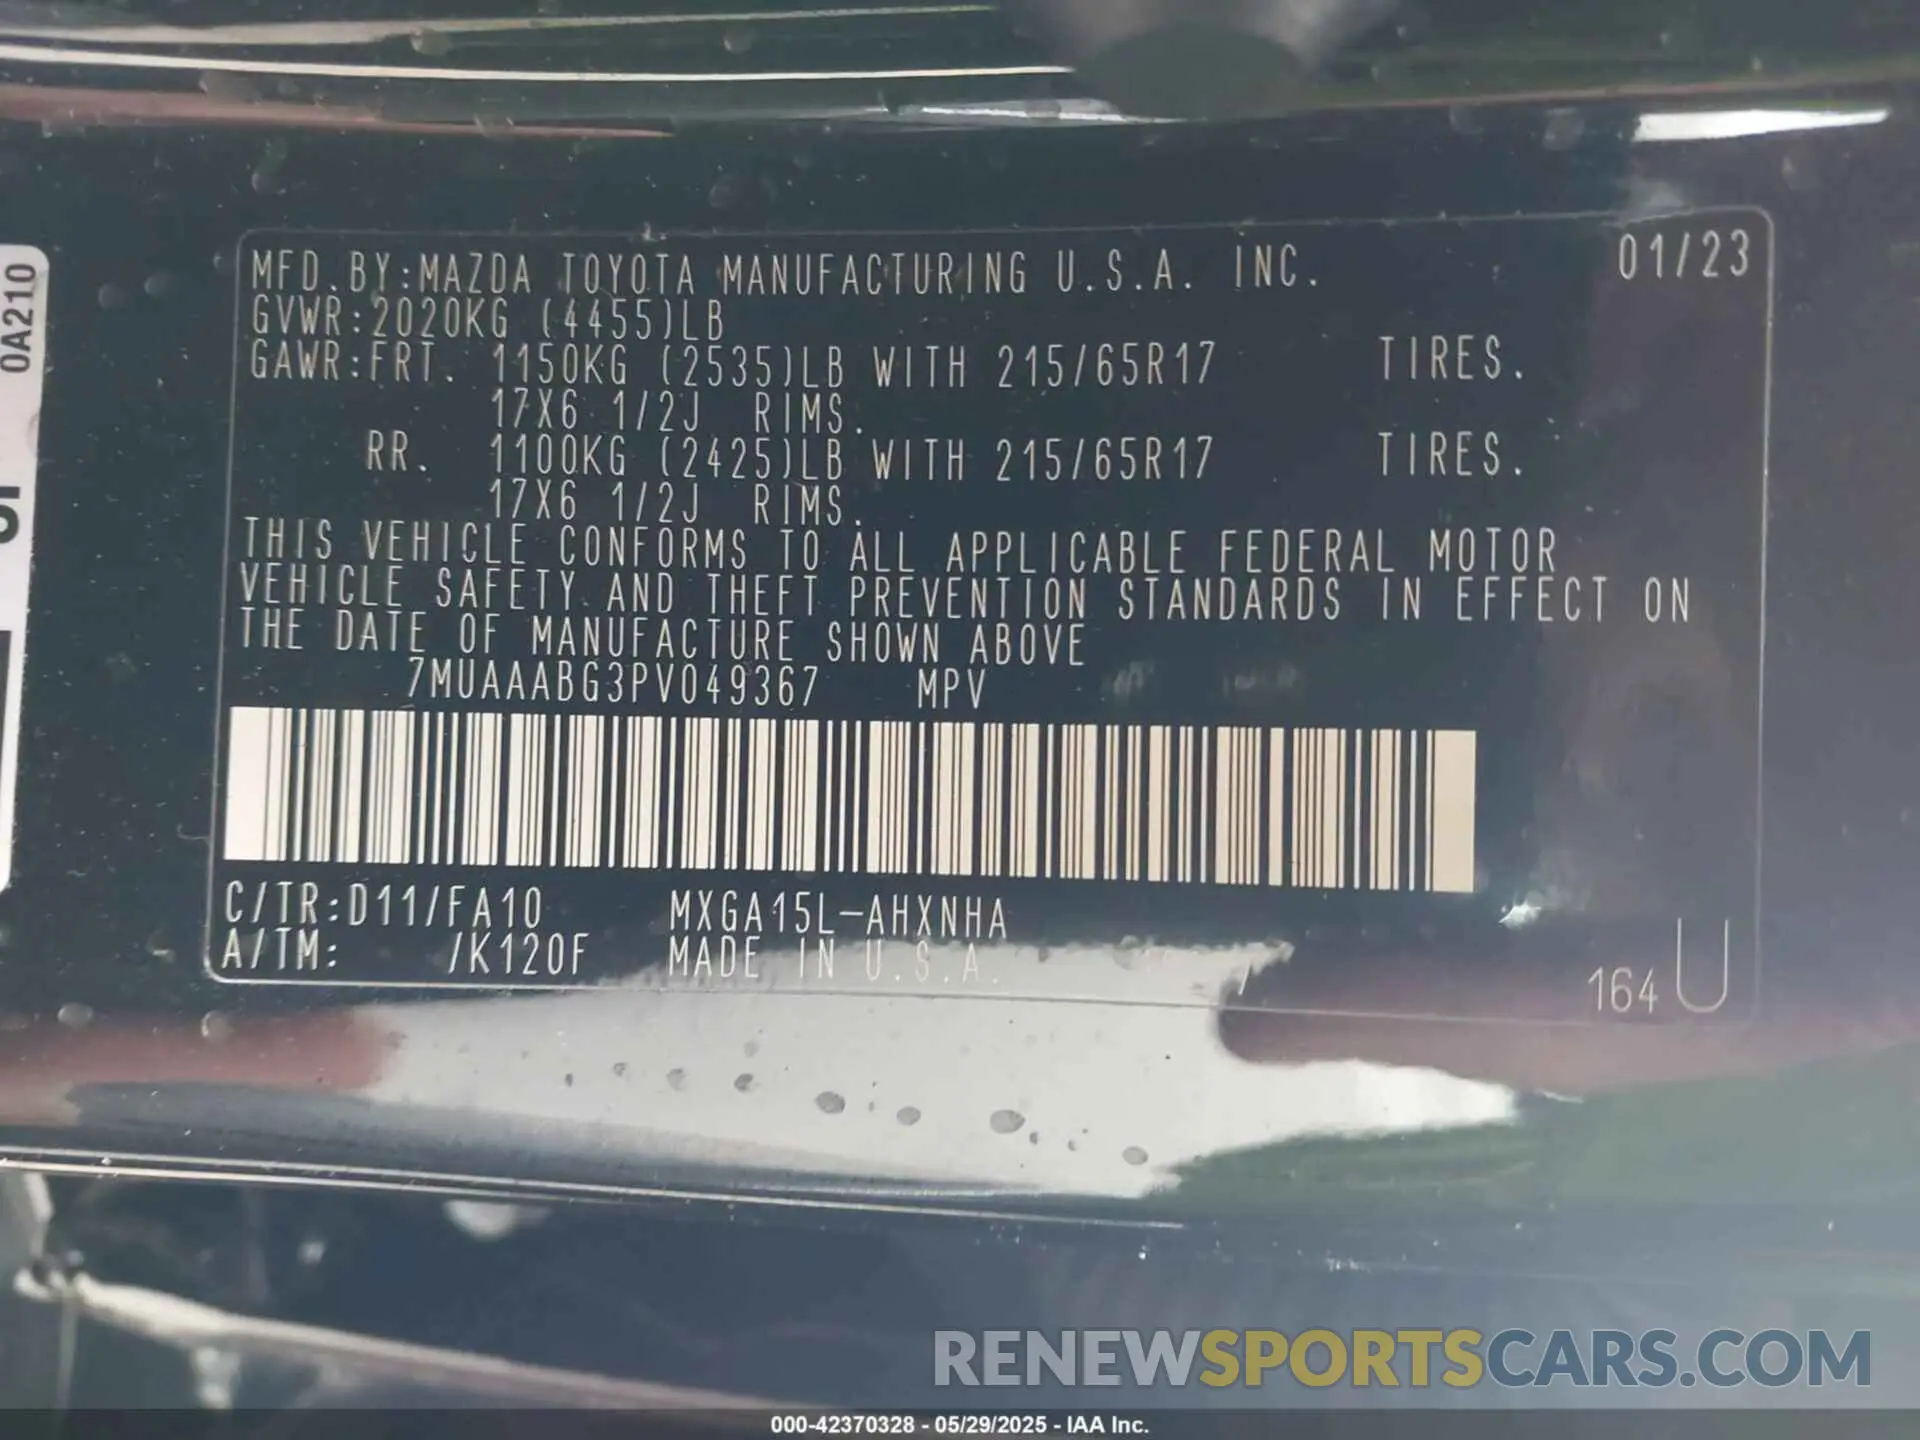 MFD.BY:MAZDA TOYOTA MANUFACTURING U.S.A. INC. 01/23
GVWR:2020KG (4455)LB
GAWR:FRT. 1150KG (2535)LB WITH 215/65R17 TIRES.
17X6 1/2J RIMS.
RR. 1100KG (2425)LB WITH 215/65R17 TIRES.
17X6 1/2J RIMS.
THIS VEHICLE CONFORMS TO ALL APPLICABLE FEDERAL MOTOR
VEHICLE SAFETY AND THEFT PREVENTION STANDARDS IN EFFECT ON
THE DATE OF MANUFACTURE SHOWN ABOVE
7MUAAABG3PV049367 MPV
C/TR:D11/FA10 MXGA15L-AHXNHA
A/TM: /K120F MADE IN U.S.A.
164 U
0A210
RENEWSPORTSCARS.COM
000-42370328 - 05/29/2025 - IAA Inc.